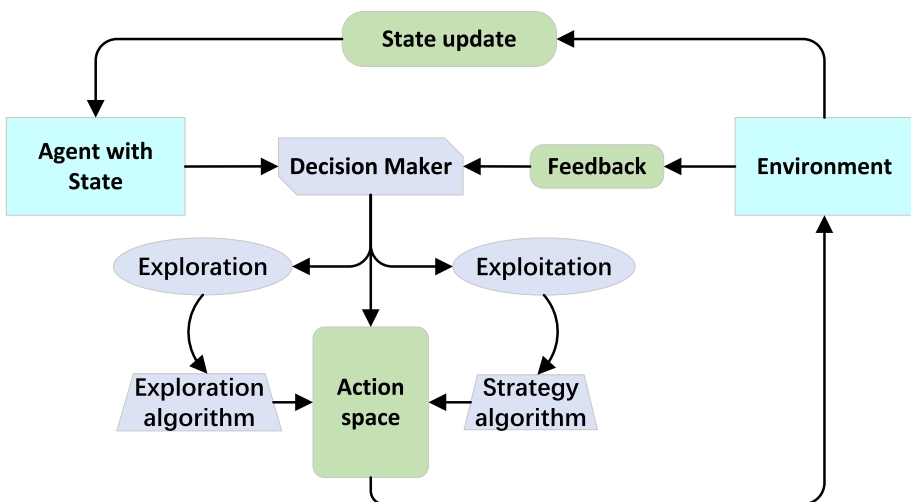 State update
Agent with
State
Decision Maker
Feedback
Environment
Exploration
Exploitation
Exploration
algorithm
Action
space
Strategy
algorithm